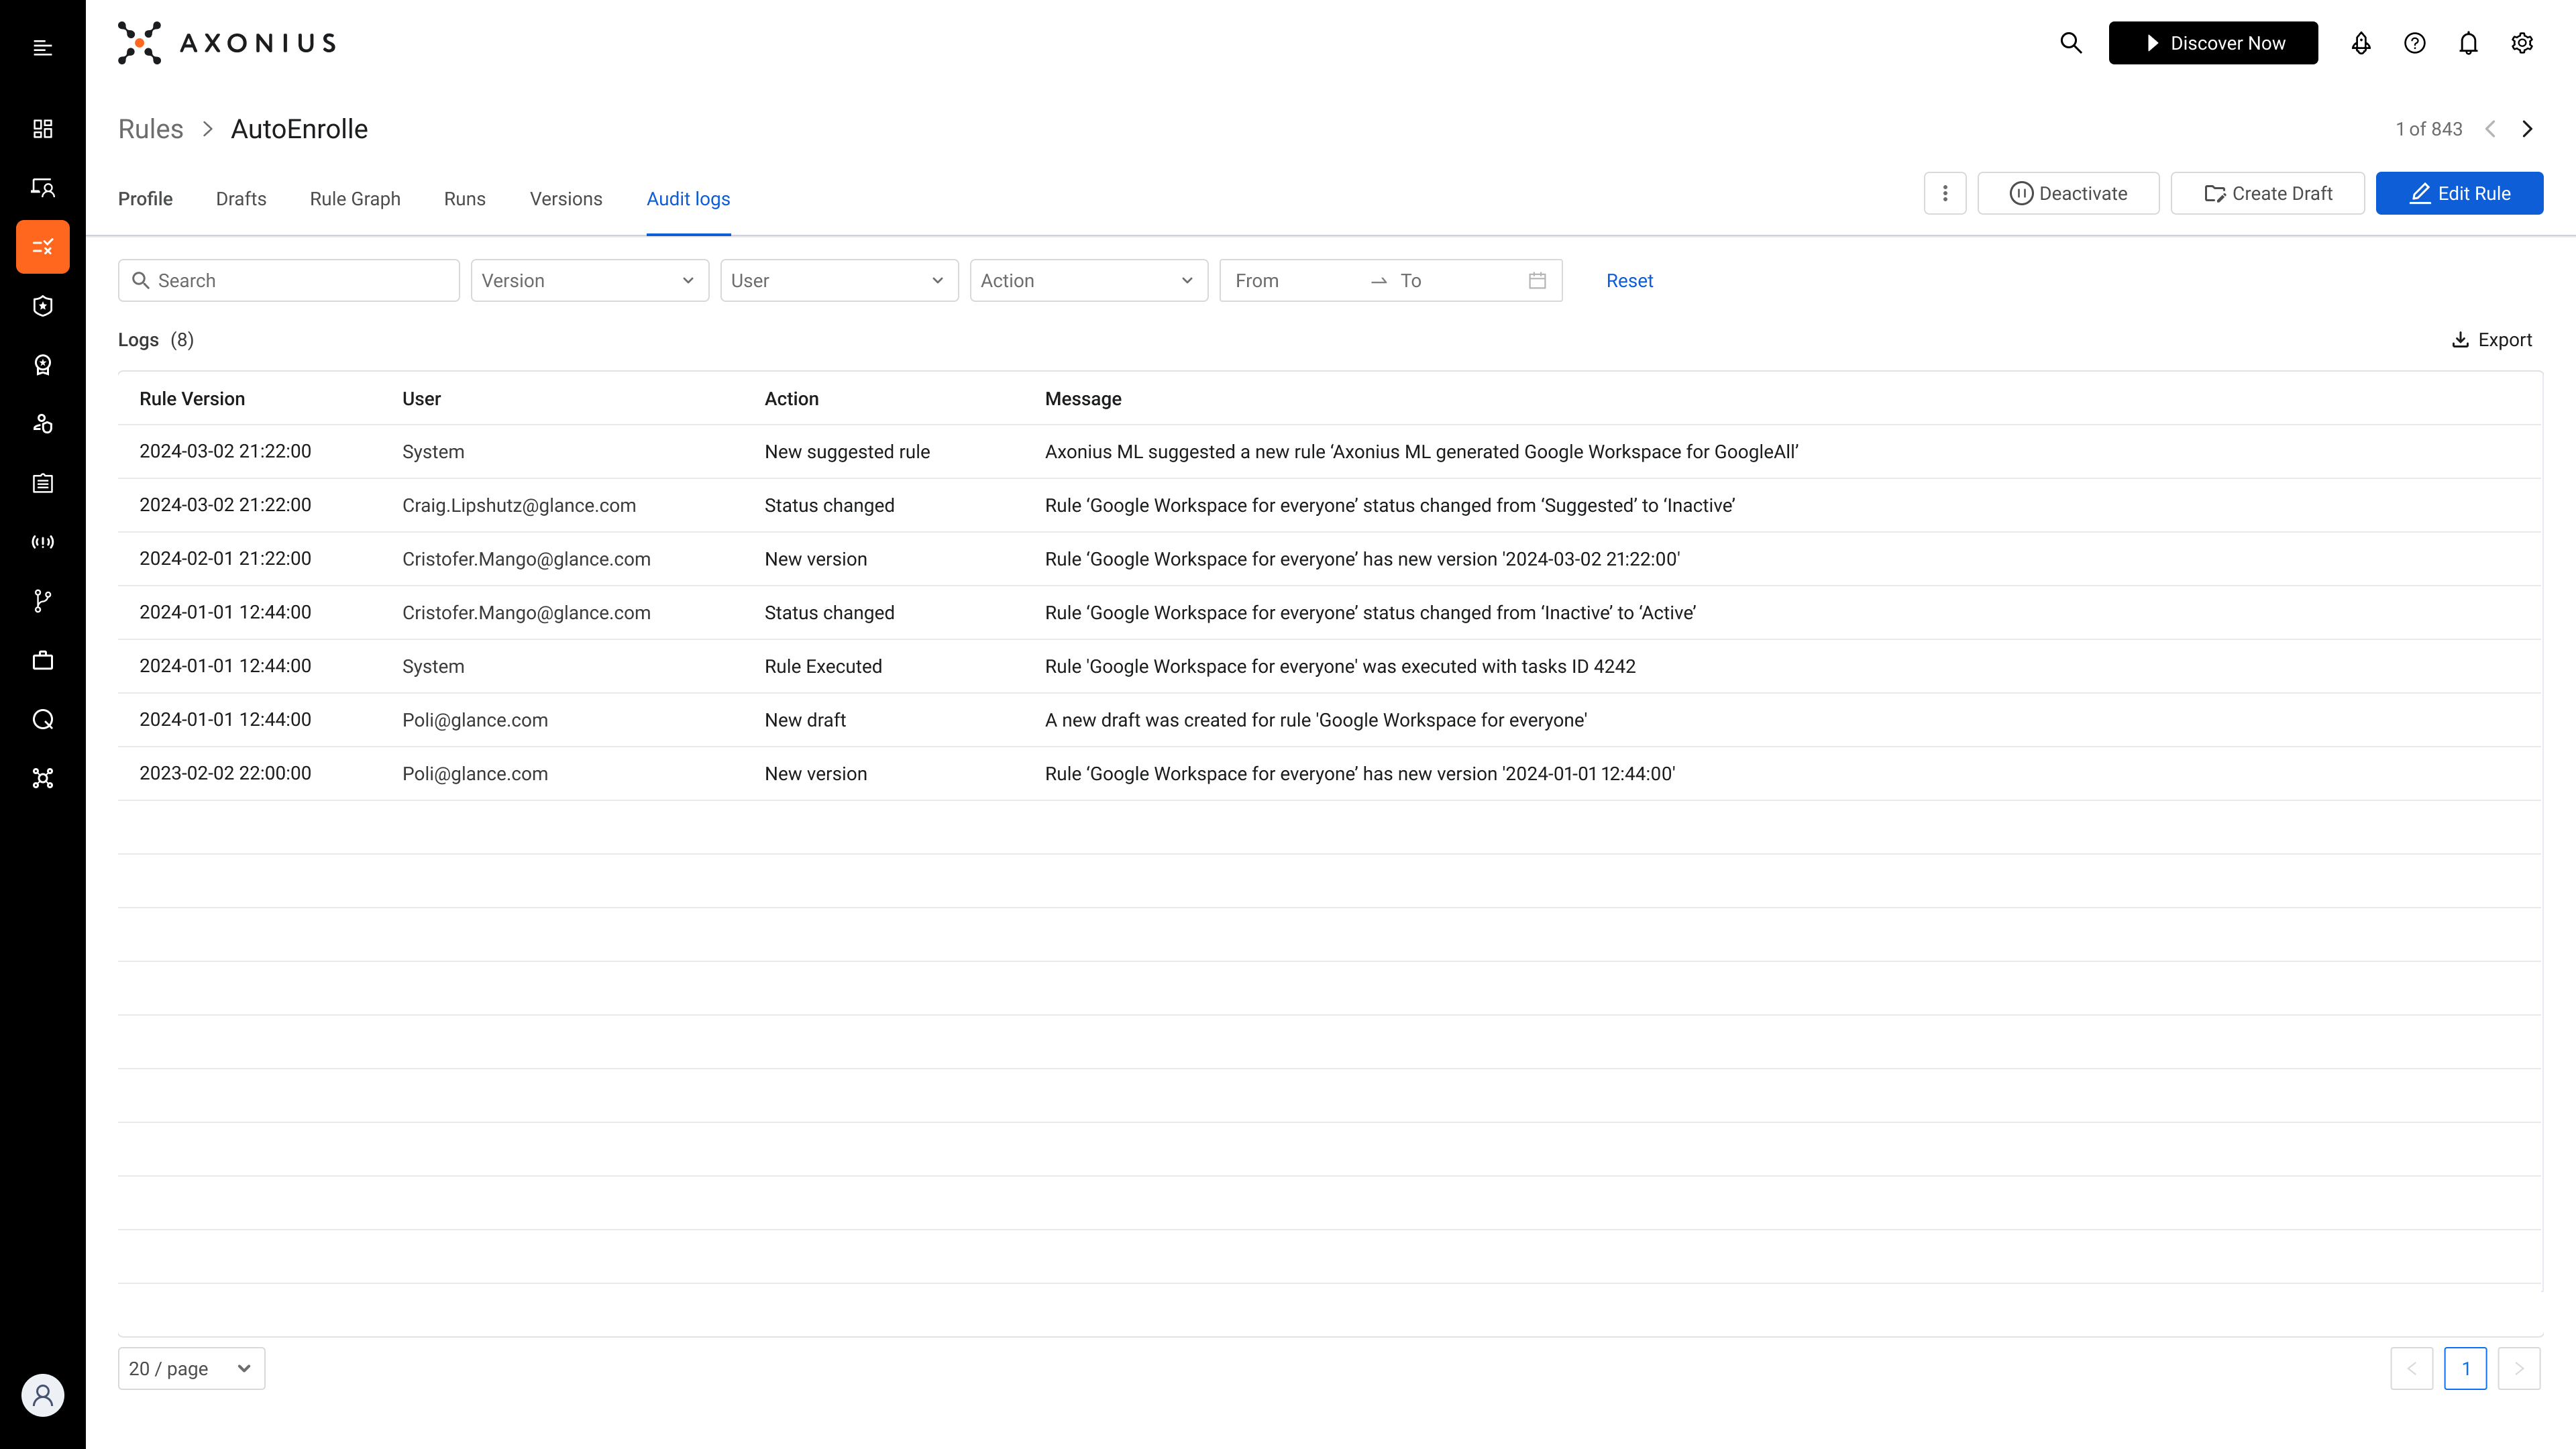 AXONIUS
Discover Now
Rules > AutoEnrolle
1 of 843
Profile Drafts Rule Graph Runs Versions Audit logs
Deactivate Create Draft Edit Rule
Search Version User Action From To Reset
Logs (8)
Export
Rule Version User Action Message
2024-03-02 21:22:00 System New suggested rule Axonius ML suggested a new rule ‘Axonius ML generated Google Workspace for GoogleAll’
2024-03-02 21:22:00 Craig.Lipshutz@glance.com Status changed Rule ‘Google Workspace for everyone’ status changed from ‘Suggested’ to ‘Inactive’
2024-02-01 21:22:00 Cristofer.Mango@glance.com New version Rule ‘Google Workspace for everyone’ has new version '2024-03-02 21:22:00'
2024-01-01 12:44:00 Cristofer.Mango@glance.com Status changed Rule ‘Google Workspace for everyone’ status changed from ‘Inactive’ to ‘Active’
2024-01-01 12:44:00 System Rule Executed Rule 'Google Workspace for everyone' was executed with tasks ID 4242
2024-01-01 12:44:00 Poli@glance.com New draft A new draft was created for rule 'Google Workspace for everyone'
2023-02-02 22:00:00 Poli@glance.com New version Rule ‘Google Workspace for everyone’ has new version '2024-01-01 12:44:00'
20 / page
1